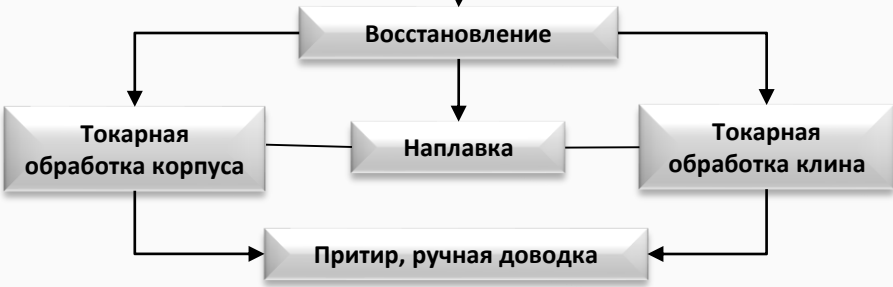 Восстановление
Токарная
обработка корпуса
Наплавка
Токарная
обработка клина
Притир, ручная доводка